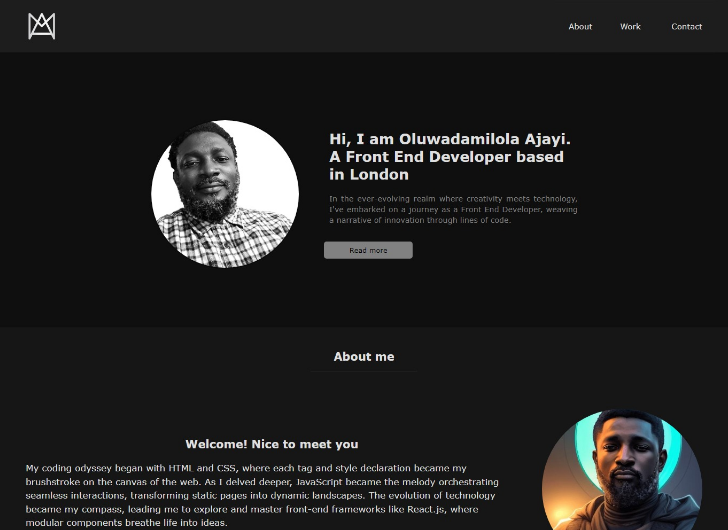 About Work Contact
Hi, I am Oluwadamilola Ajayi.
A Front End Developer based
in London
In the ever-evolving realm where creativity meets technology,
I've embarked on a journey as a Front End Developer, weaving
a narrative of innovation through lines of code.
Read more
About me
Welcome! Nice to meet you
My coding odyssey began with HTML and CSS, where each tag and style declaration became my
brushstroke on the canvas of the web. As I delved deeper, JavaScript became the melody orchestrating
seamless interactions, transforming static pages into dynamic landscapes. The evolution of technology
became my compass, leading me to explore and master front-end frameworks like React.js, where
modular components breathe life into ideas.